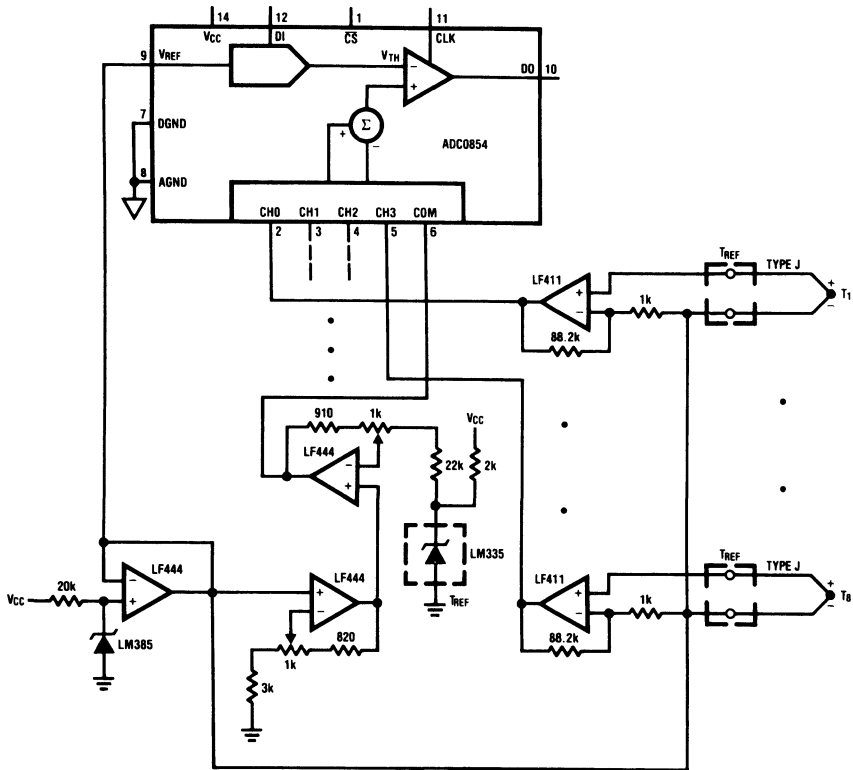 14 12 1 11
VCC DI CS CLK
9 VREF VTH DO 10
− +
7 DGND + Σ −
ADC0854
8 AGND
CH0 CH1 CH2 CH3 COM
2 3 4 5 6
TREF TYPE J
LF411 + − 1k + − T1
88.2k
910 1k VCC
LF444 − + 22k 2k
LM335
TREF
LF444 − + LF444 + −
20k
VCC
LM385
820
1k
3k
TREF TYPE J
LF411 + − 1k + − T8
88.2k